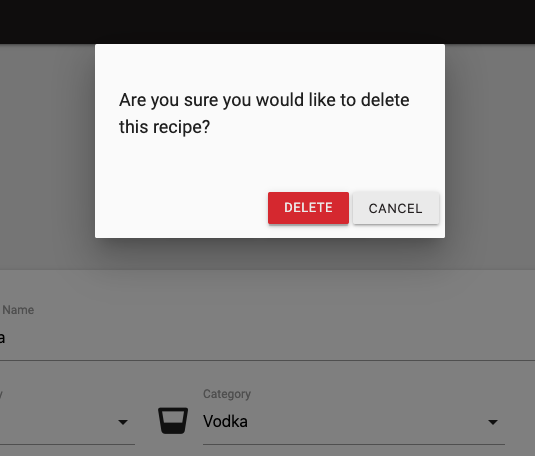 Are you sure you would like to delete
this recipe?
DELETE CANCEL
Name
a
y Category
Vodka